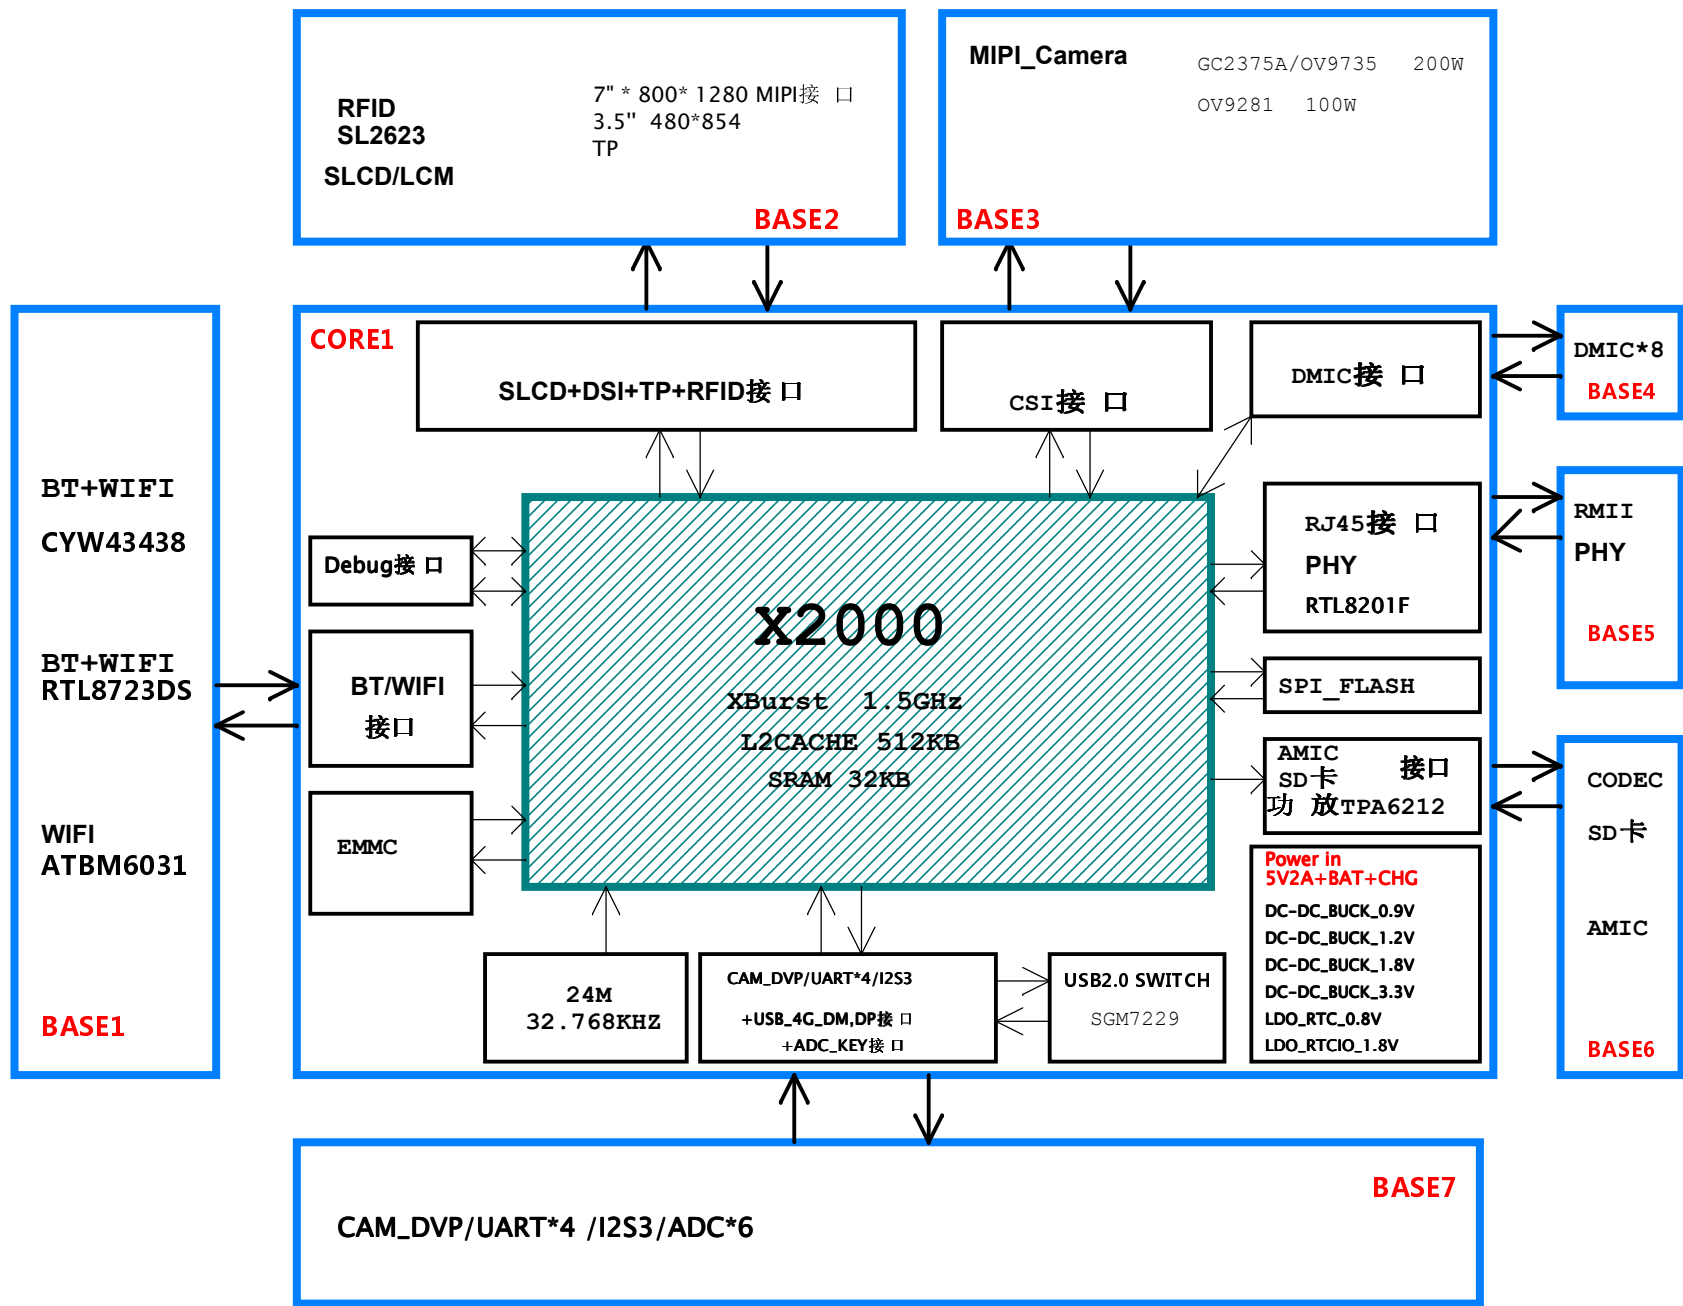 RFID
SL2623
SLCD/LCM
7" * 800* 1280 MIPI接 口
3.5" 480*854
TP
BASE2
MIPI_Camera
GC2375A/OV9735 200W
OV9281 100W
BASE3
BT+WIFI
CYW43438
BT+WIFI
RTL8723DS
WIFI
ATBM6031
BASE1
CORE1
SLCD+DSI+TP+RFID接 口
CSI接 口
DMIC接 口
DMIC*8
BASE4
Debug接 口
BT/WIFI
接口
EMMC
X2000
XBurst 1.5GHz
L2CACHE 512KB
SRAM 32KB
RJ45接 口
PHY
RTL8201F
RMII
PHY
BASE5
SPI_FLASH
AMIC
SD卡 接口
功 放TPA6212
CODEC
SD卡
AMIC
BASE6
Power in
5V2A+BAT+CHG
DC-DC_BUCK_0.9V
DC-DC_BUCK_1.2V
DC-DC_BUCK_1.8V
DC-DC_BUCK_3.3V
LDO_RTC_0.8V
LDO_RTCIO_1.8V
24M
32.768KHZ
CAM_DVP/UART*4/I2S3
+USB_4G_DM,DP接 口
+ADC_KEY接 口
USB2.0 SWITCH
SGM7229
BASE7
CAM_DVP/UART*4 /I2S3/ADC*6